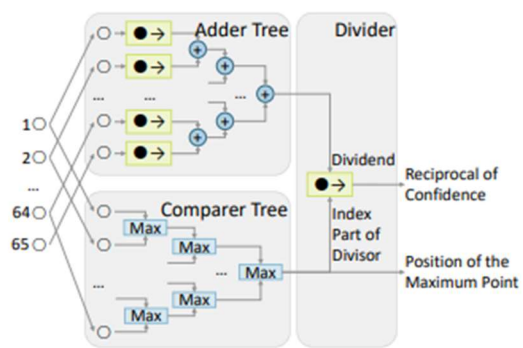 Adder Tree
Divider
+
+
+
...
...
...
+
+
+
1
2
...
64
65
Dividend
Reciprocal of
Confidence
Index
Part of
Divisor
Position of the
Maximum Point
Comparer Tree
Max
Max
...
Max
...
Max
Max